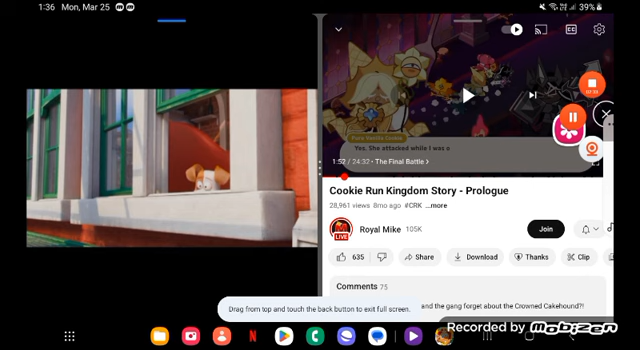 1:36 Mon, Mar 25
39%
CC
Pure Vanilla Cookie
Yes. She attacked while I was o
1:52 / 24:32 • The Final Battle >
Cookie Run Kingdom Story - Prologue
28,961 views 8mo ago #CRK ...more
LIVE
Royal Mike 105K
Join
635
Share
Download
Thanks
Clip
Comments 75
and the gang forget about the Crowned Cakehound?!
Drag from top and touch the back button to exit full screen.
N
Recorded by Mobizen